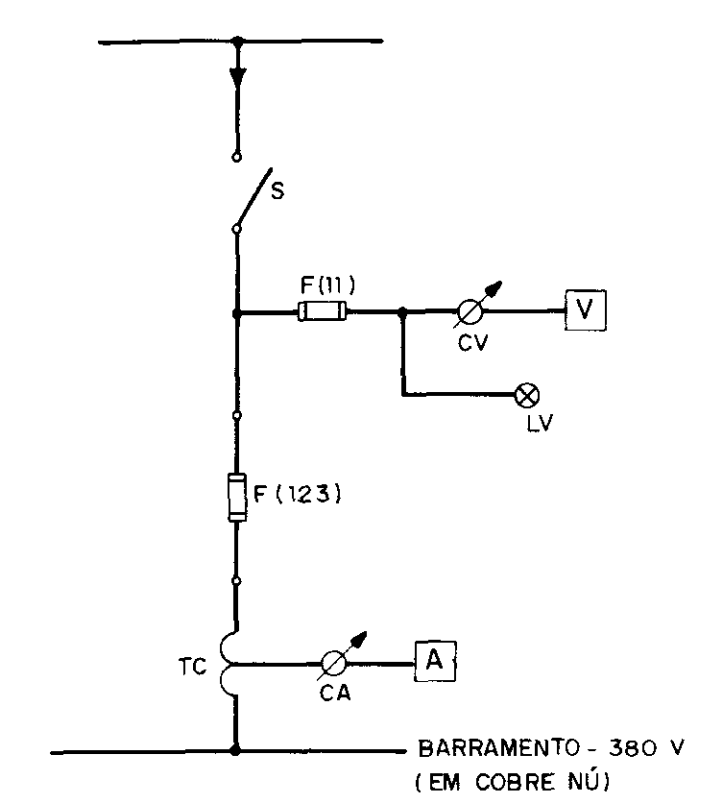 S
F(11)
V
CV
LV
F(123)
TC
A
CA
BARRAMENTO - 380 V
(EM COBRE NÚ)